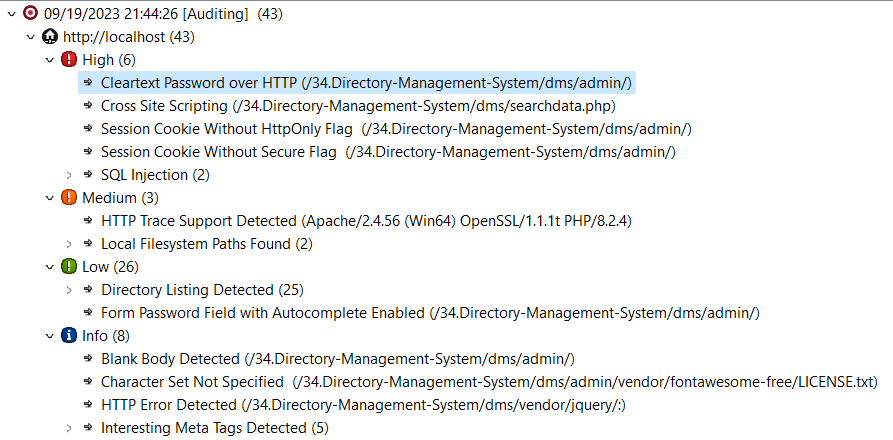 09/19/2023 21:44:26 [Auditing] (43)
http://localhost (43)
High (6)
Cleartext Password over HTTP (/34.Directory-Management-System/dms/admin/)
Cross Site Scripting (/34.Directory-Management-System/dms/searchdata.php)
Session Cookie Without HttpOnly Flag (/34.Directory-Management-System/dms/admin/)
Session Cookie Without Secure Flag (/34.Directory-Management-System/dms/admin/)
SQL Injection (2)
Medium (3)
HTTP Trace Support Detected (Apache/2.4.56 (Win64) OpenSSL/1.1.1t PHP/8.2.4)
Local Filesystem Paths Found (2)
Low (26)
Directory Listing Detected (25)
Form Password Field with Autocomplete Enabled (/34.Directory-Management-System/dms/admin/)
Info (8)
Blank Body Detected (/34.Directory-Management-System/dms/admin/)
Character Set Not Specified (/34.Directory-Management-System/dms/admin/vendor/fontawesome-free/LICENSE.txt)
HTTP Error Detected (/34.Directory-Management-System/dms/vendor/jquery/:)
Interesting Meta Tags Detected (5)